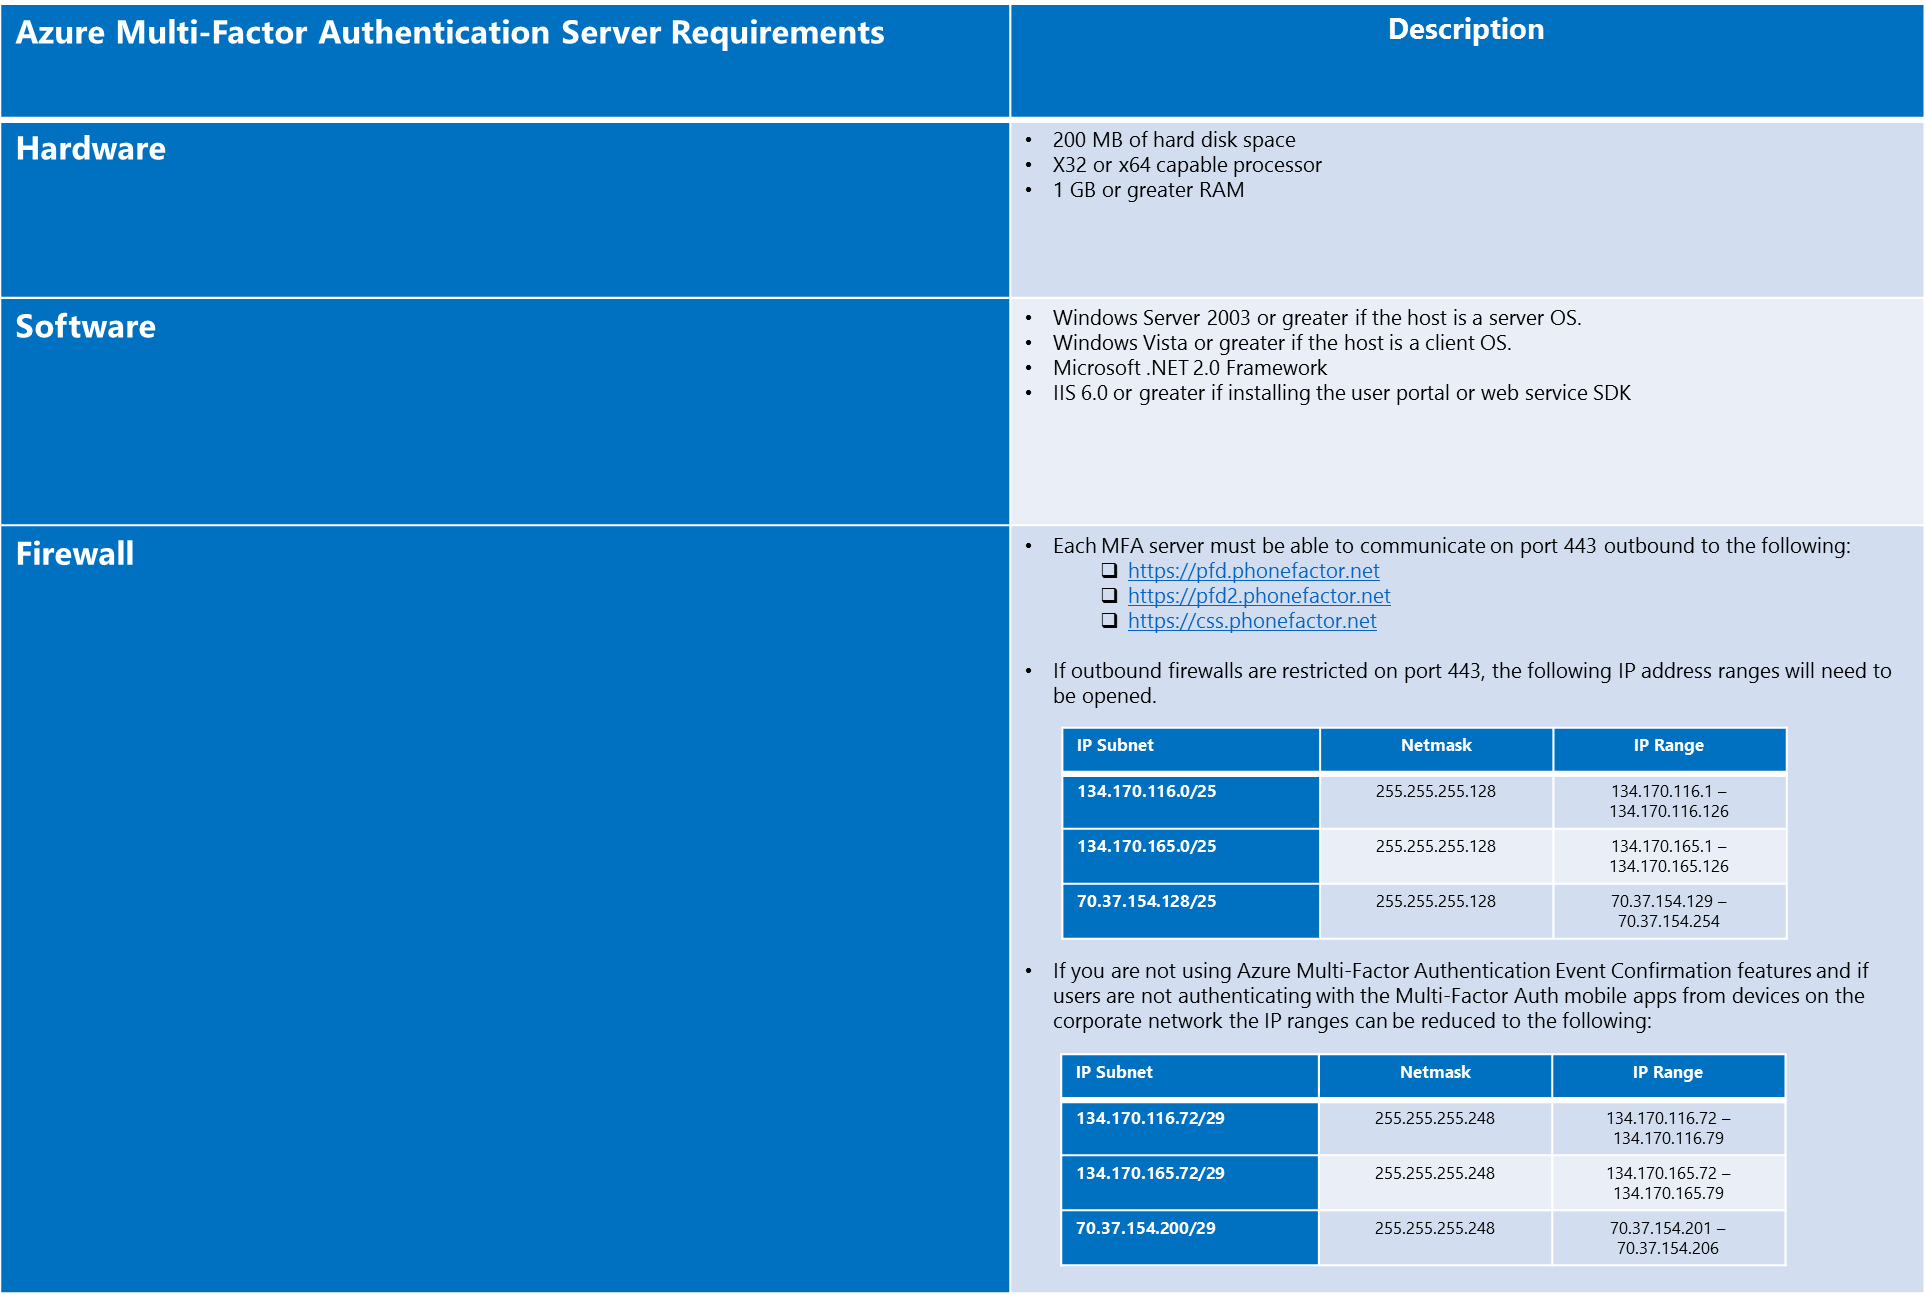 Azure Multi-Factor Authentication Server Requirements
Description
Hardware
• 200 MB of hard disk space
• X32 or x64 capable processor
• 1 GB or greater RAM
Software
• Windows Server 2003 or greater if the host is a server OS.
• Windows Vista or greater if the host is a client OS.
• Microsoft .NET 2.0 Framework
• IIS 6.0 or greater if installing the user portal or web service SDK
Firewall
• Each MFA server must be able to communicate on port 443 outbound to the following:
❑ https://pfd.phonefactor.net
❑ https://pfd2.phonefactor.net
❑ https://css.phonefactor.net
• If outbound firewalls are restricted on port 443, the following IP address ranges will need to
be opened.
IP Subnet Netmask IP Range
134.170.116.0/25 255.255.255.128 134.170.116.1 –
134.170.116.126
134.170.165.0/25 255.255.255.128 134.170.165.1 –
134.170.165.126
70.37.154.128/25 255.255.255.128 70.37.154.129 –
70.37.154.254
• If you are not using Azure Multi-Factor Authentication Event Confirmation features and if
users are not authenticating with the Multi-Factor Auth mobile apps from devices on the
corporate network the IP ranges can be reduced to the following:
IP Subnet Netmask IP Range
134.170.116.72/29 255.255.255.248 134.170.116.72 –
134.170.116.79
134.170.165.72/29 255.255.255.248 134.170.165.72 –
134.170.165.79
70.37.154.200/29 255.255.255.248 70.37.154.201 –
70.37.154.206